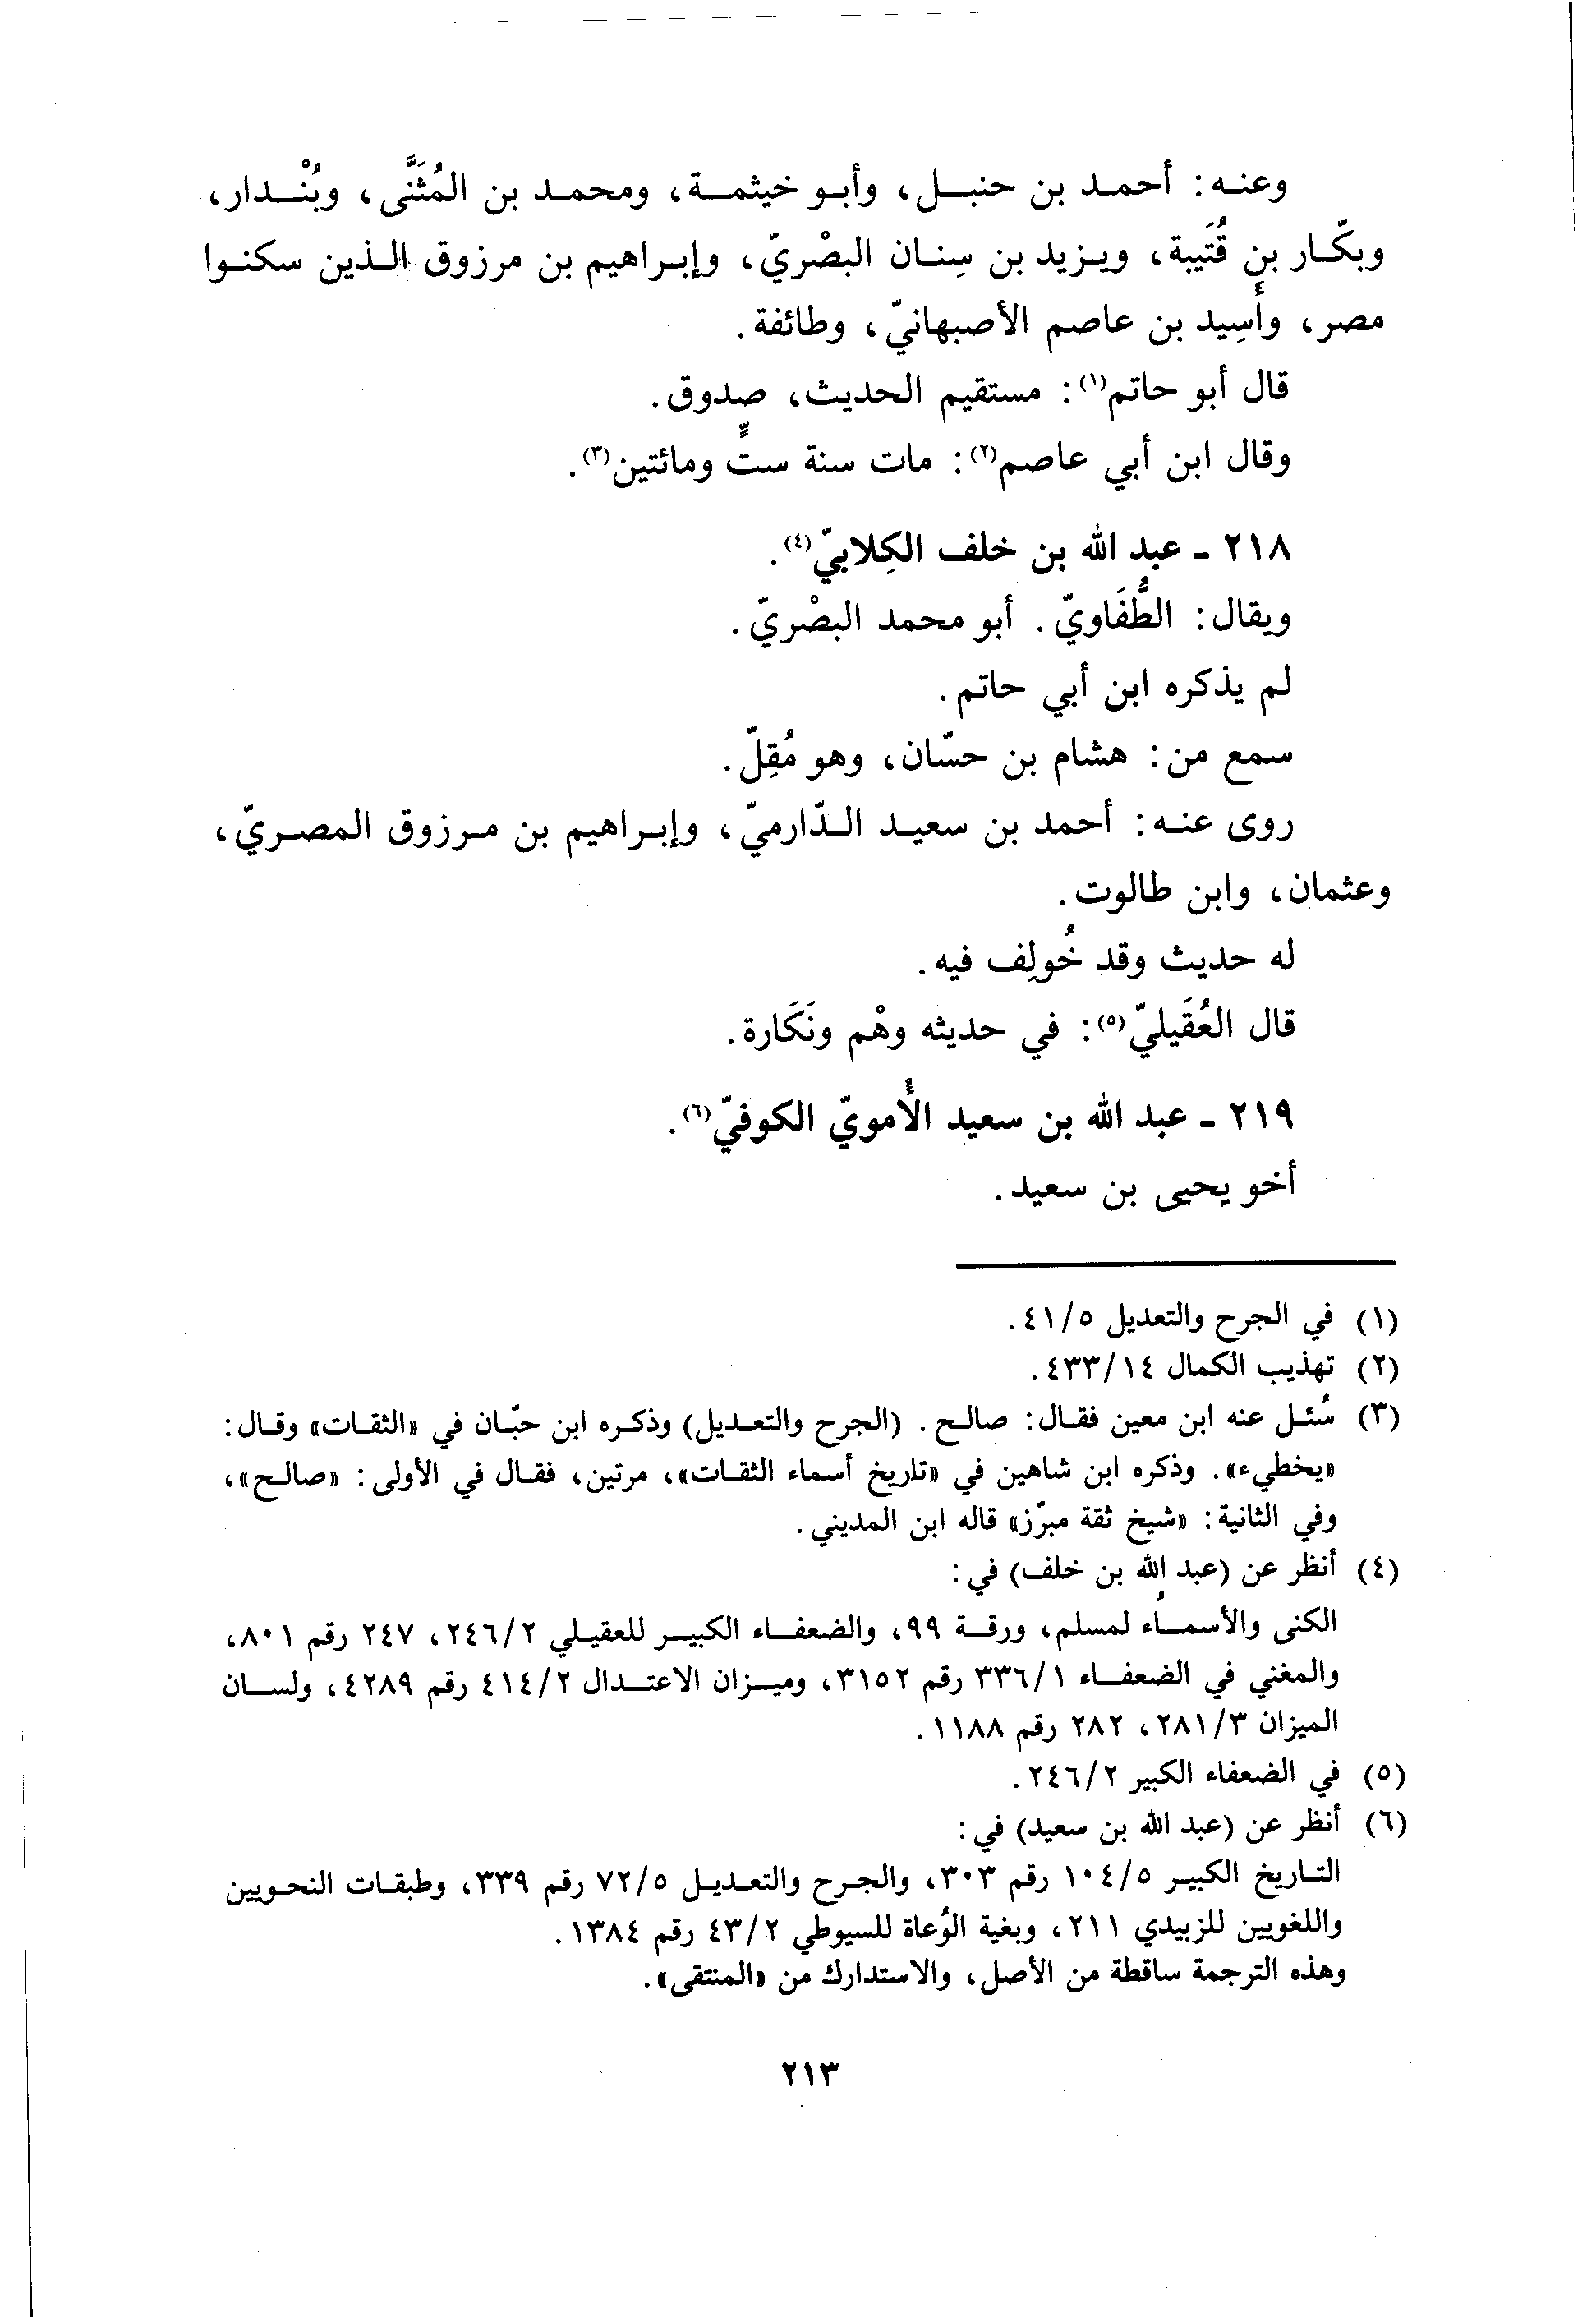 وعنه: أحمد بن حنبل، وأبو خيثمة، ومحمد بن المُثَنَّى، وبُنْدار،
وبكّار بن قُتَيبة، ويزيد بن سِنان البصْريّ، وإبراهيم بن مرزوق الذين سكنوا
مصر، وأُسِيد بن عاصم الأصبهانيّ، وطائفة.
قال أبو حاتم(١): مستقيم الحديث، صدوق.
وقال ابن أبي عاصم(٢): مات سنة ستٍّ ومائتين(٣).
٢١٨ - عبد الله بن خلف الكِلابيّ(٤).
ويقال: الطُّفَاويّ. أبو محمد البصْريّ.
لم يذكره ابن أبي حاتم.
سمع من: هشام بن حسّان، وهو مُقِلّ.
روى عنه: أحمد بن سعيد الدّارميّ، وإبراهيم بن مرزوق المصريّ،
وعثمان، وابن طالوت.
له حديث وقد خُولِف فيه.
قال العُقَيليّ(٥): في حديثه وهْم ونَكَارة.
٢١٩ - عبد الله بن سعيد الأُمويّ الكوفيّ(٦).
أخو يحيى بن سعيد.
(١) في الجرح والتعديل ٤١/٥.
(٢) تهذيب الكمال ٤٣٣/١٤.
(٣) سُئل عنه ابن معين فقال: صالح. (الجرح والتعديل) وذكره ابن حبّان في «الثقات» وقال:
«يخطيء». وذكره ابن شاهين في «تاريخ أسماء الثقات»، مرتين، فقال في الأولى: «صالح»،
وفي الثانية: «شيخ ثقة مبرّز» قاله ابن المديني.
(٤) أنظر عن (عبد الله بن خلف) في:
الكنى والأسماء لمسلم، ورقة ٩٩، والضعفاء الكبير للعقيلي ٢٤٦/٢، ٢٤٧ رقم ٨٠١،
والمغني في الضعفاء ٣٣٦/١ رقم ٣١٥٢، وميزان الاعتدال ٤١٤/٢ رقم ٤٢٨٩، ولسان
الميزان ٢٨١/٣، ٢٨٢ رقم ١١٨٨.
(٥) في الضعفاء الكبير ٢٤٦/٢.
(٦) أنظر عن (عبد الله بن سعيد) في:
التاريخ الكبير ١٠٤/٥ رقم ٣٠٣، والجرح والتعديل ٧٢/٥ رقم ٣٣٩، وطبقات النحويين
واللغويين للزبيدي ٢١١، وبغية الوُعاة للسيوطي ٤٣/٢ رقم ١٣٨٤.
وهذه الترجمة ساقطة من الأصل، والاستدارك من «المنتقى».
٢١٣